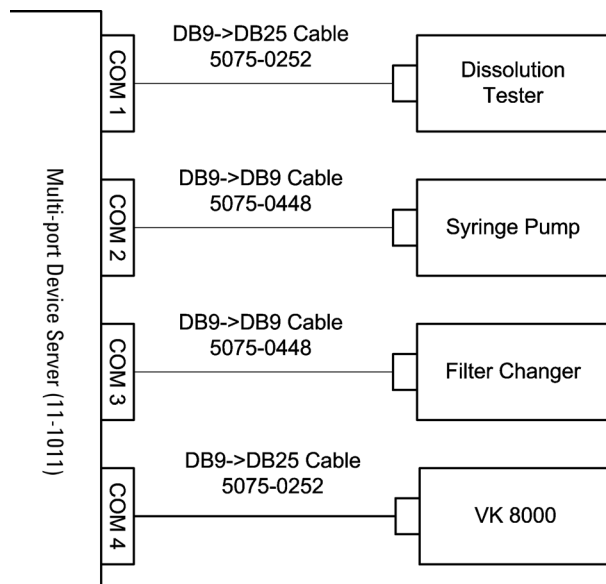 Multi-port Device Server (11-1011)
COM 1
DB9->DB25 Cable
5075-0252
Dissolution
Tester
COM 2
DB9->DB9 Cable
5075-0448
Syringe Pump
COM 3
DB9->DB9 Cable
5075-0448
Filter Changer
COM 4
DB9->DB25 Cable
5075-0252
VK 8000